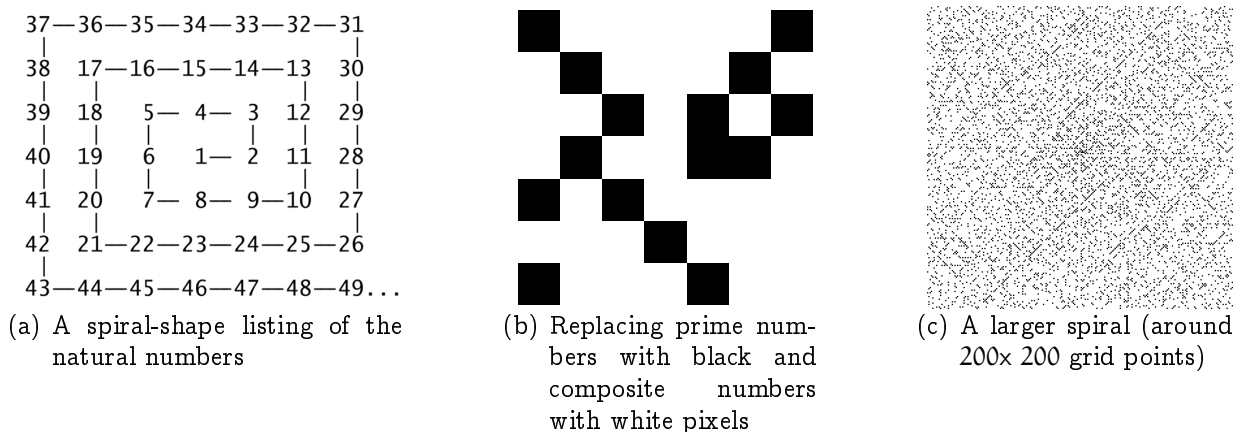 37—36—35—34—33—32—31
38 17—16—15—14—13 30
39 18 5— 4— 3 12 29
40 19 6 1— 2 11 28
41 20 7— 8— 9—10 27
42 21—22—23—24—25—26
43—44—45—46—47—48—49...
(a) A spiral-shape listing of the
natural numbers
(b) Replacing prime num-
bers with black and
composite numbers
with white pixels
(c) A larger spiral (around
200× 200 grid points)